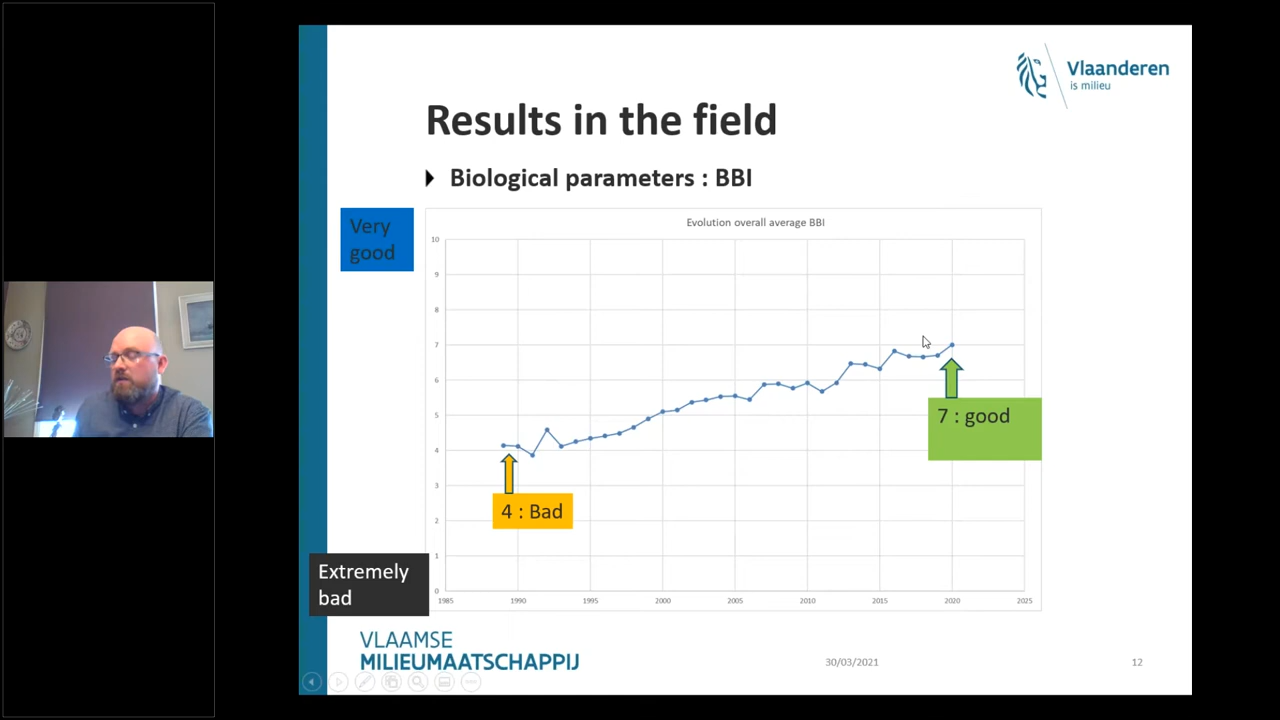 Vlaanderen
is milieu
Results in the field
Biological parameters : BBI
Very
good
Evolution overall average BBI
10
9
8
7
6
5
4
3
2
1
0
1985
1990
1995
2000
2005
2010
2015
2020
2025
7 : good
4 : Bad
Extremely
bad
VLAAMSE
MILIEUMAATSCHAPPIJ
30/03/2021
12